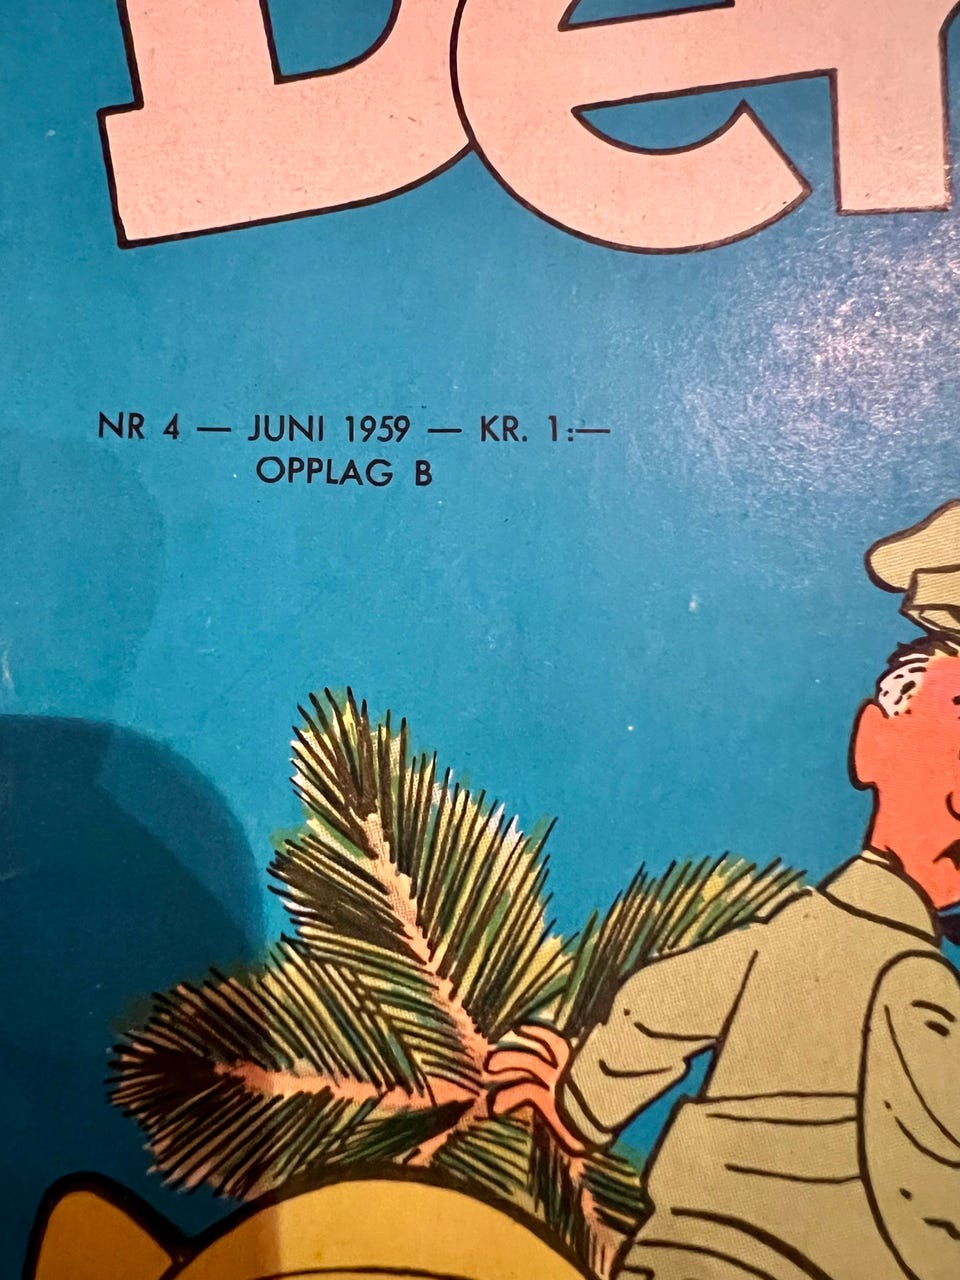 NR 4 — JUNI 1959 — KR. 1:—
OPPLAG B